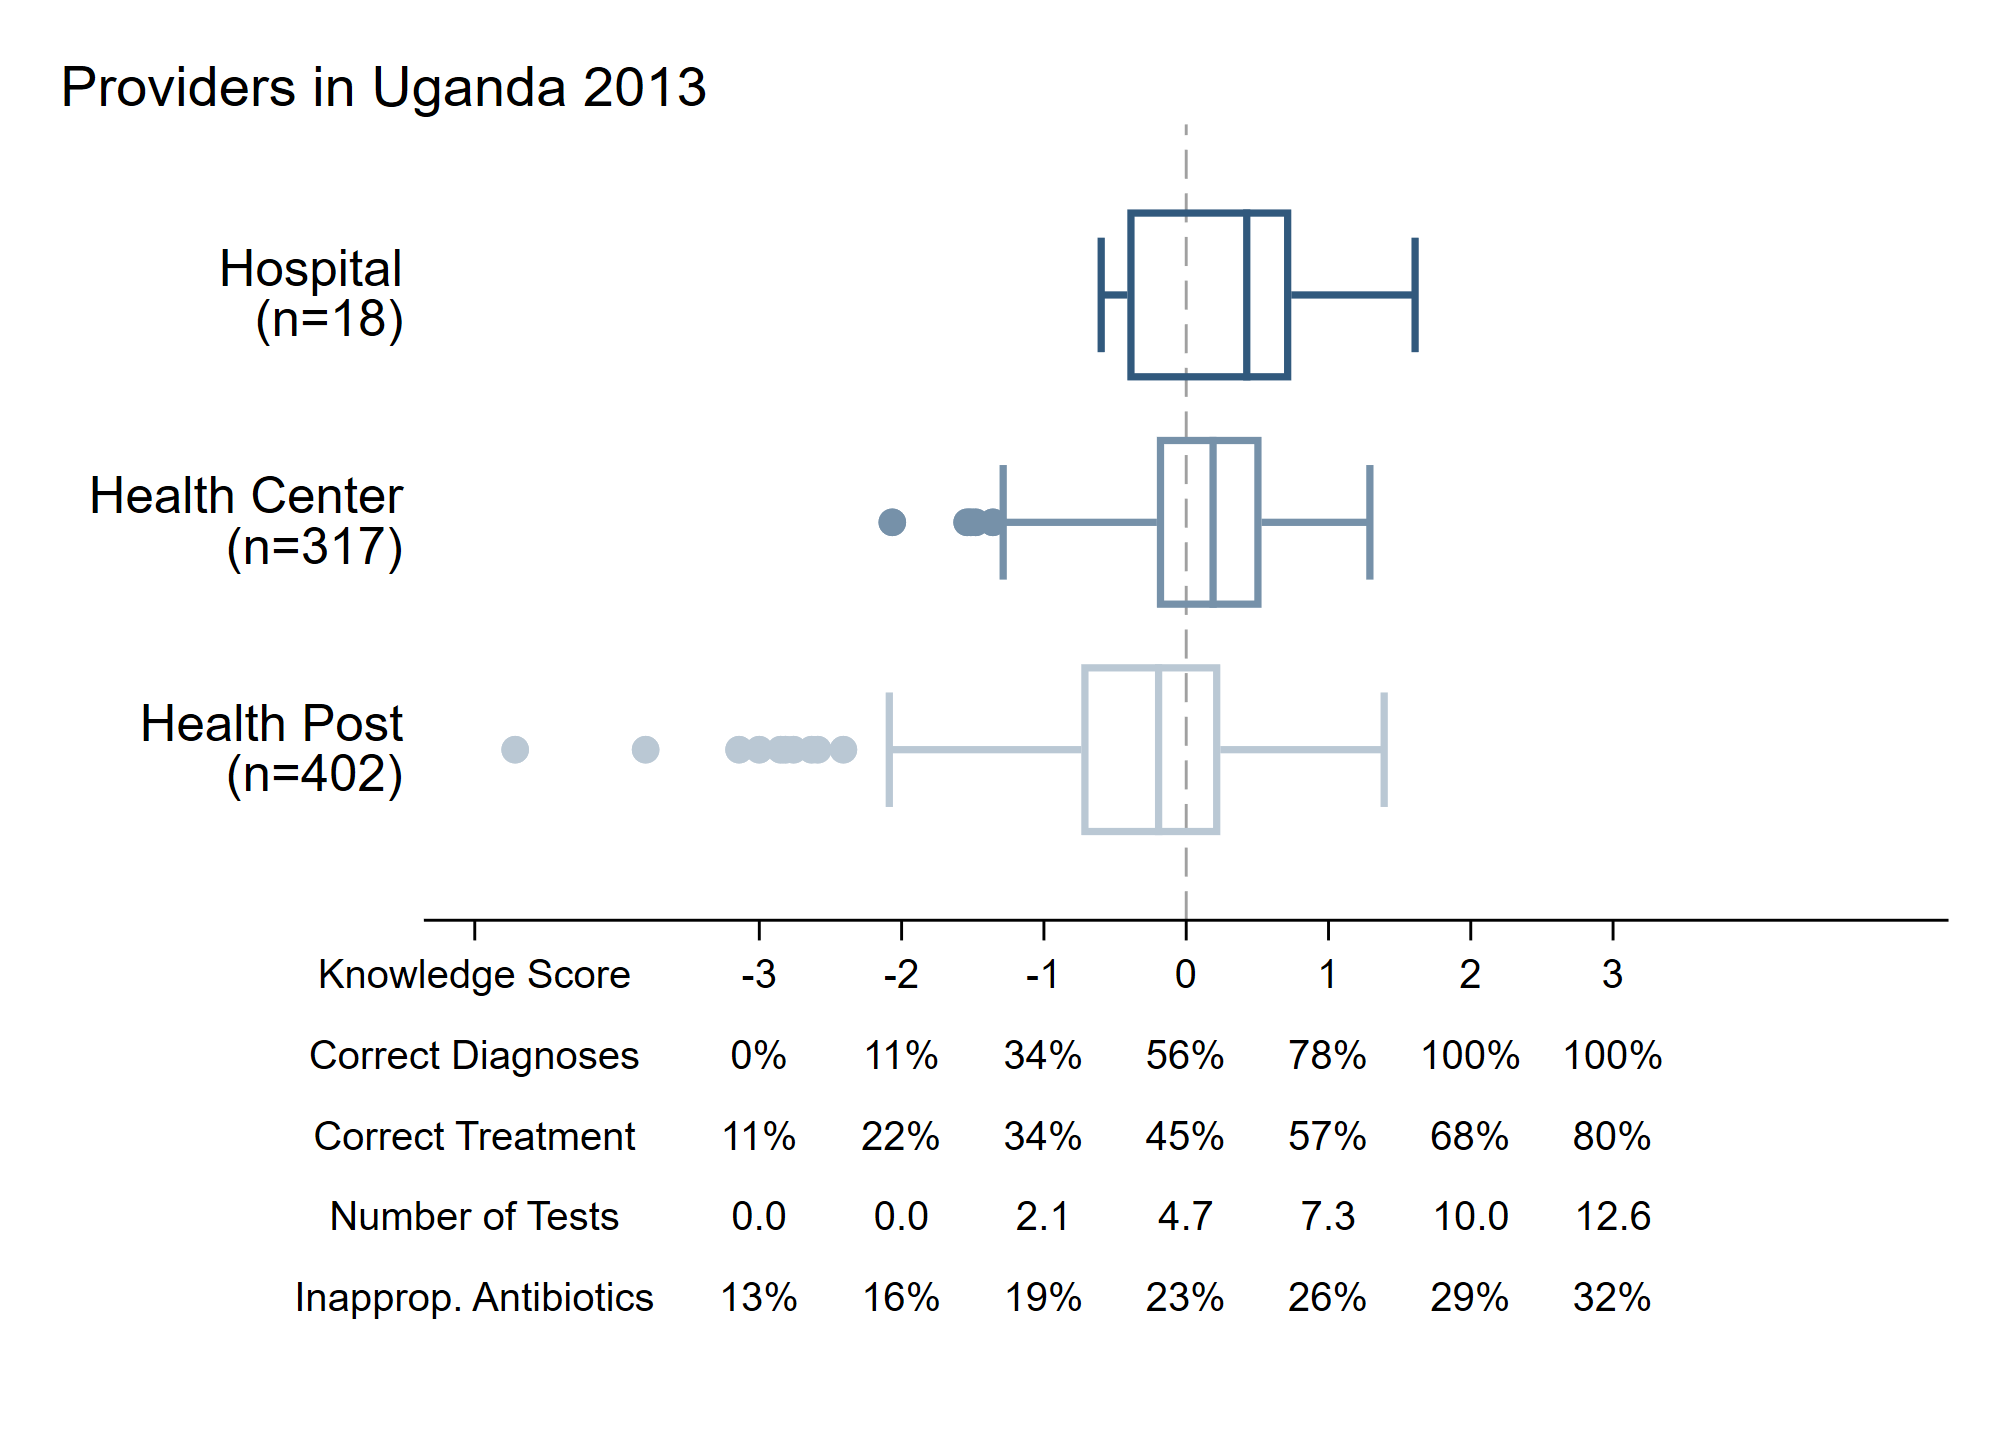 Providers in Uganda 2013
Hospital
(n=18)
Health Center
(n=317)
Health Post
(n=402)
Knowledge Score -3 -2 -1 0 1 2 3
Correct Diagnoses 0% 11% 34% 56% 78% 100% 100%
Correct Treatment 11% 22% 34% 45% 57% 68% 80%
Number of Tests 0.0 0.0 2.1 4.7 7.3 10.0 12.6
Inapprop. Antibiotics 13% 16% 19% 23% 26% 29% 32%